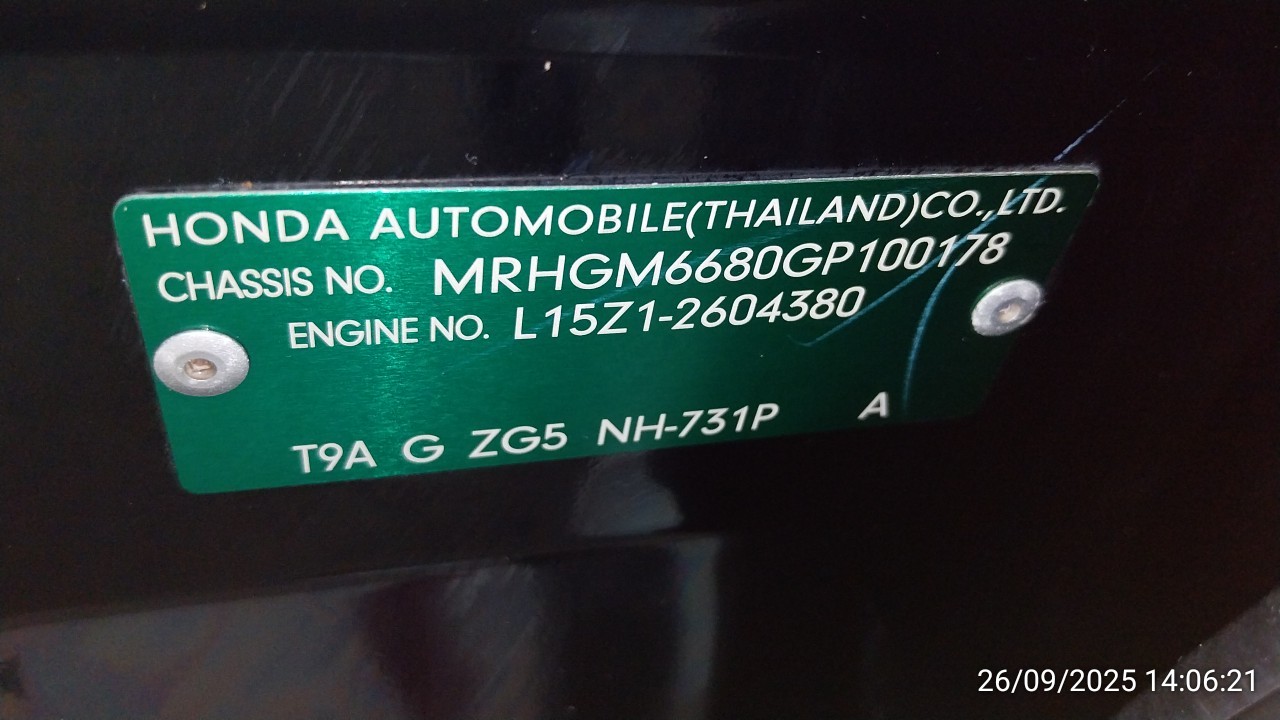 HONDA AUTOMOBILE(THAILAND)CO.,LTD.
CHASSIS NO. MRHGM6680GP100178
ENGINE NO. L15Z1-2604380
T9A G ZG5 NH-731P A
26/09/2025 14:06:21